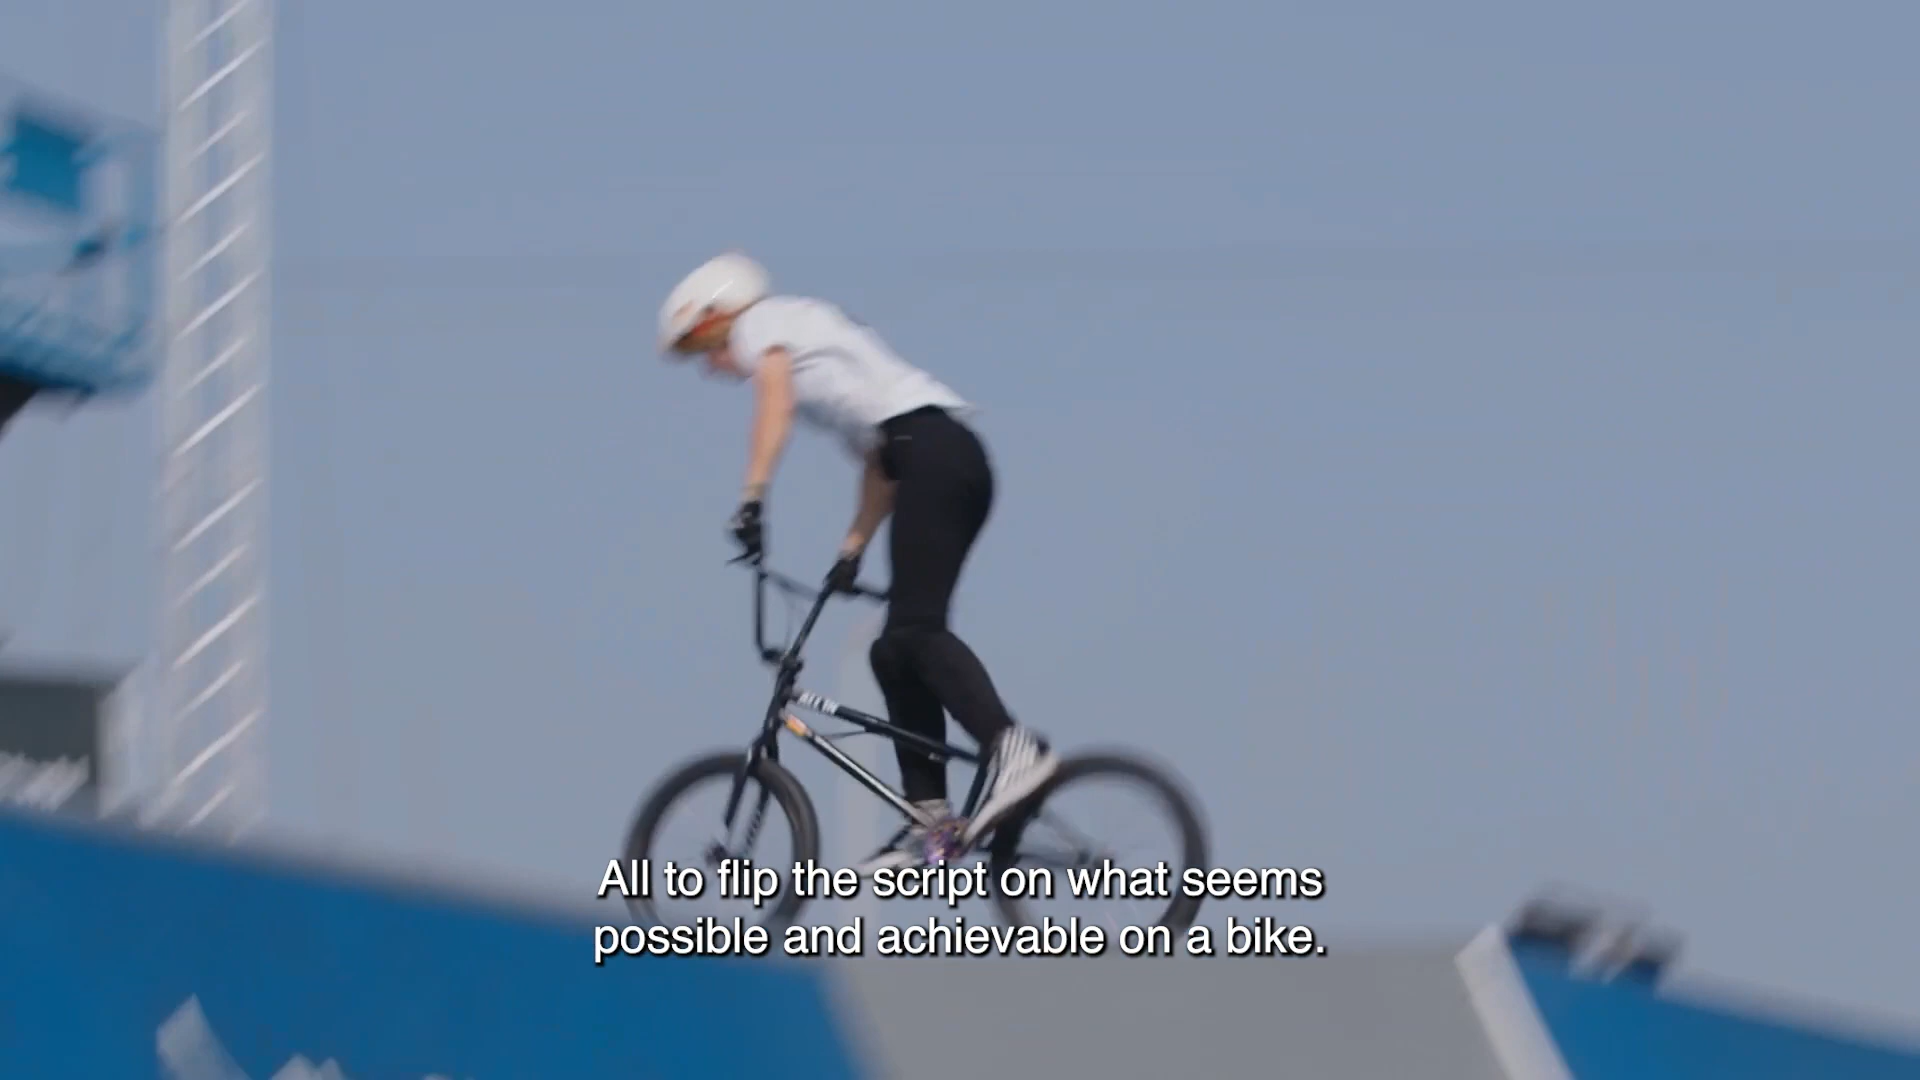 All to flip the script on what seems
possible and achievable on a bike.